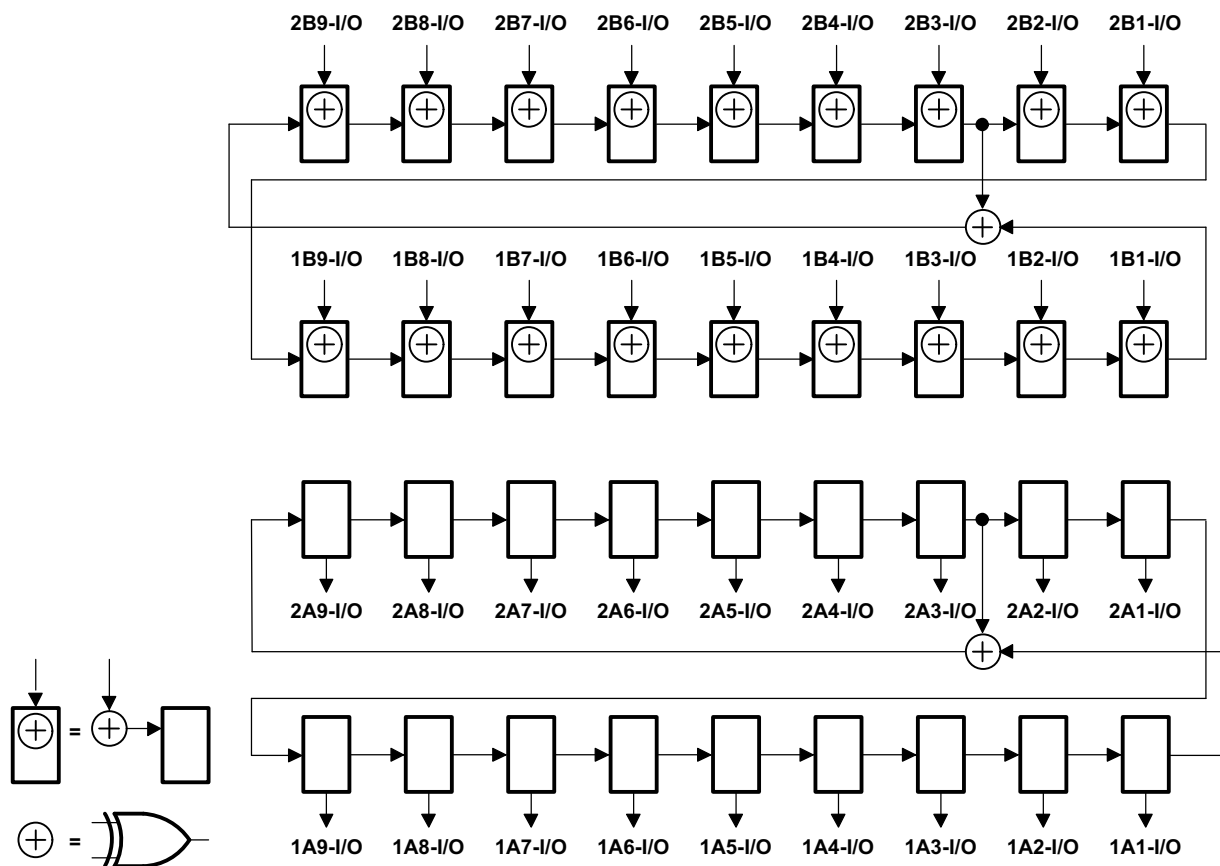 2B9-I/O 2B8-I/O 2B7-I/O 2B6-I/O 2B5-I/O 2B4-I/O 2B3-I/O 2B2-I/O 2B1-I/O
1B9-I/O 1B8-I/O 1B7-I/O 1B6-I/O 1B5-I/O 1B4-I/O 1B3-I/O 1B2-I/O 1B1-I/O
2A9-I/O 2A8-I/O 2A7-I/O 2A6-I/O 2A5-I/O 2A4-I/O 2A3-I/O 2A2-I/O 2A1-I/O
=
=
1A9-I/O 1A8-I/O 1A7-I/O 1A6-I/O 1A5-I/O 1A4-I/O 1A3-I/O 1A2-I/O 1A1-I/O